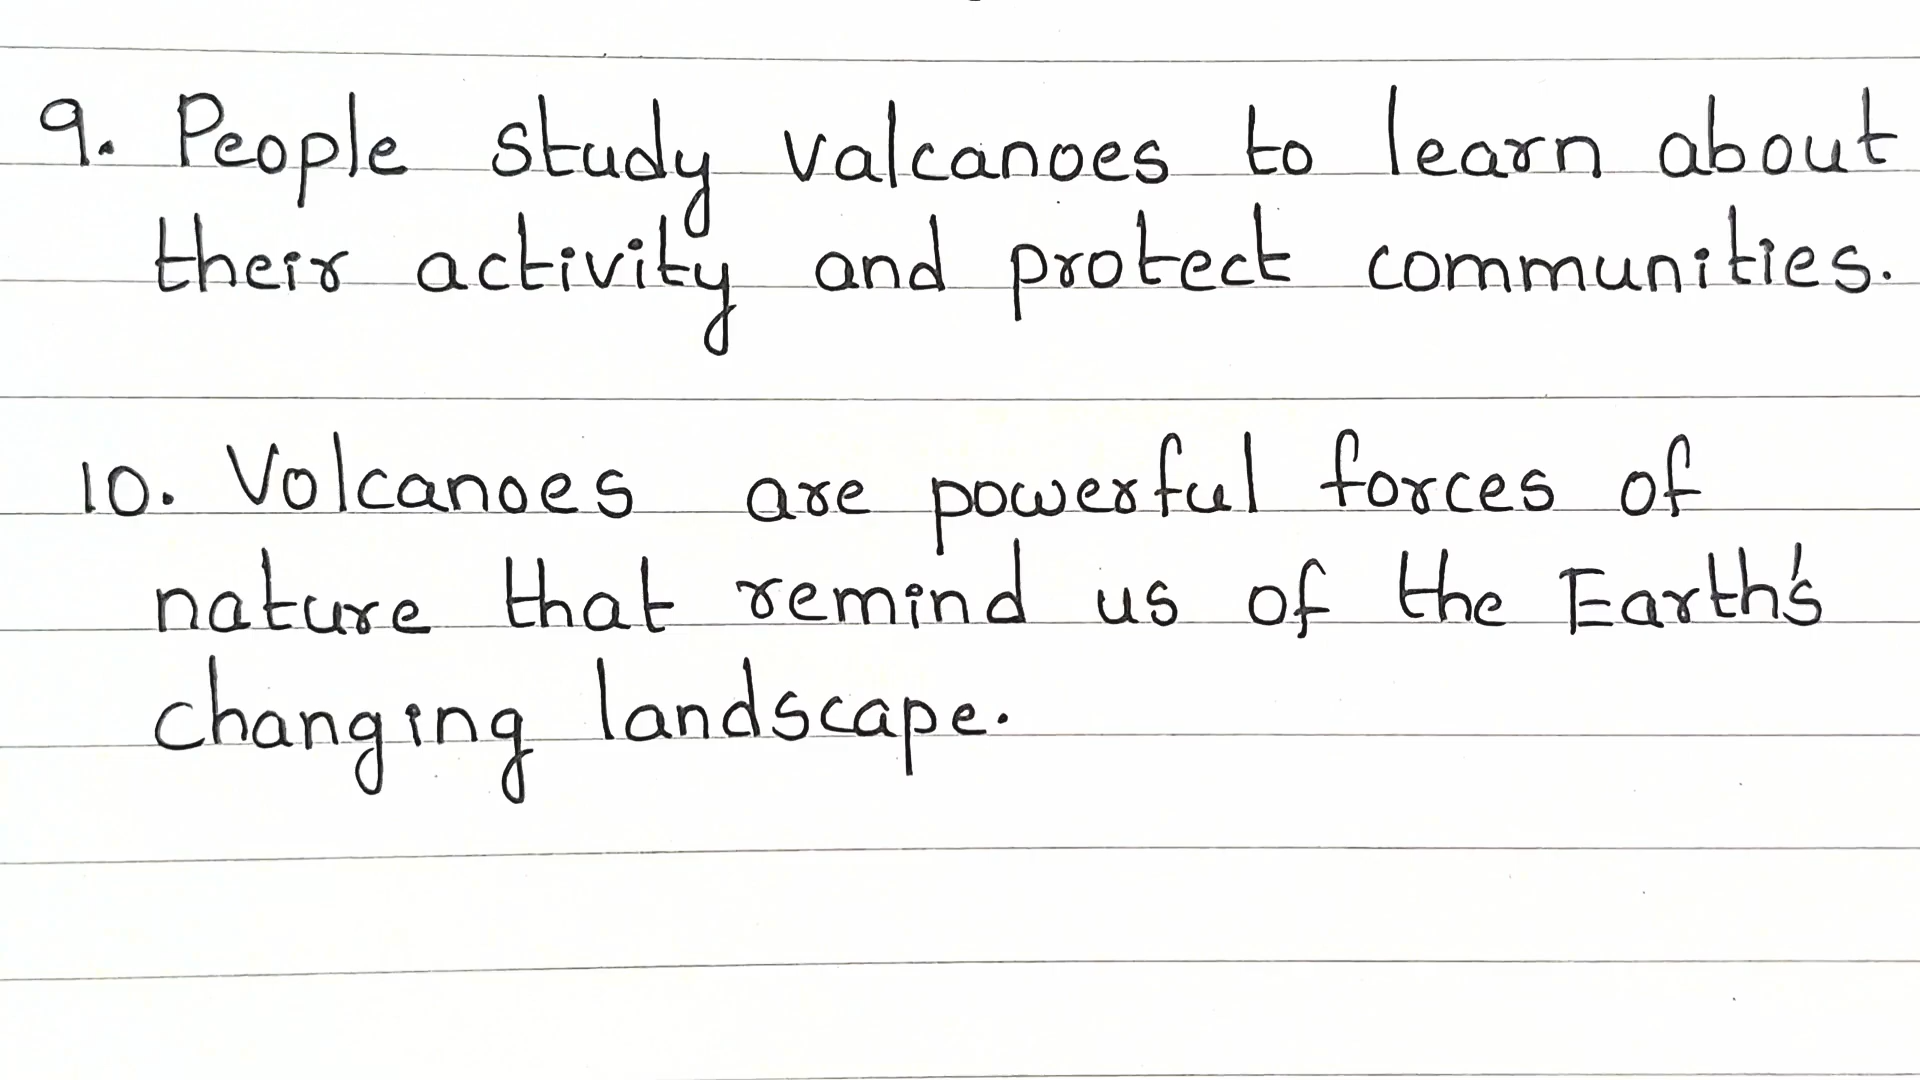 9. People study valcanoes to learn about
their activity and protect communities.
10. Volcanoes are powerful forces of
nature that remind us of the Earth's
changing landscape.